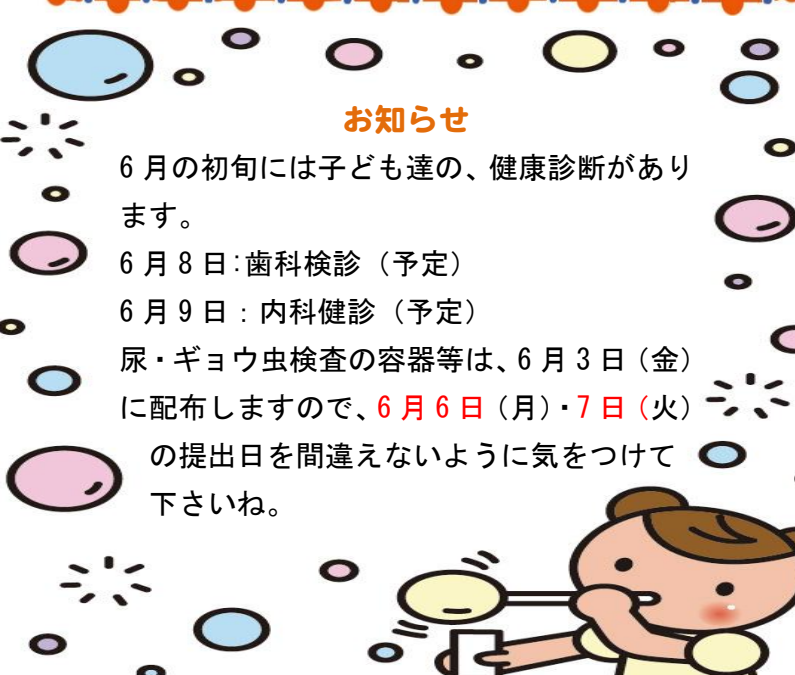 お知らせ
6月の初旬には子ども達の、健康診断があり
ます。
6月8日:歯科検診（予定）
6月9日：内科健診（予定）
尿・ギョウ虫検査の容器等は、6月3日（金）
に配布しますので、6月6日（月）・7日（火）
の提出日を間違えないように気をつけて
下さいね。